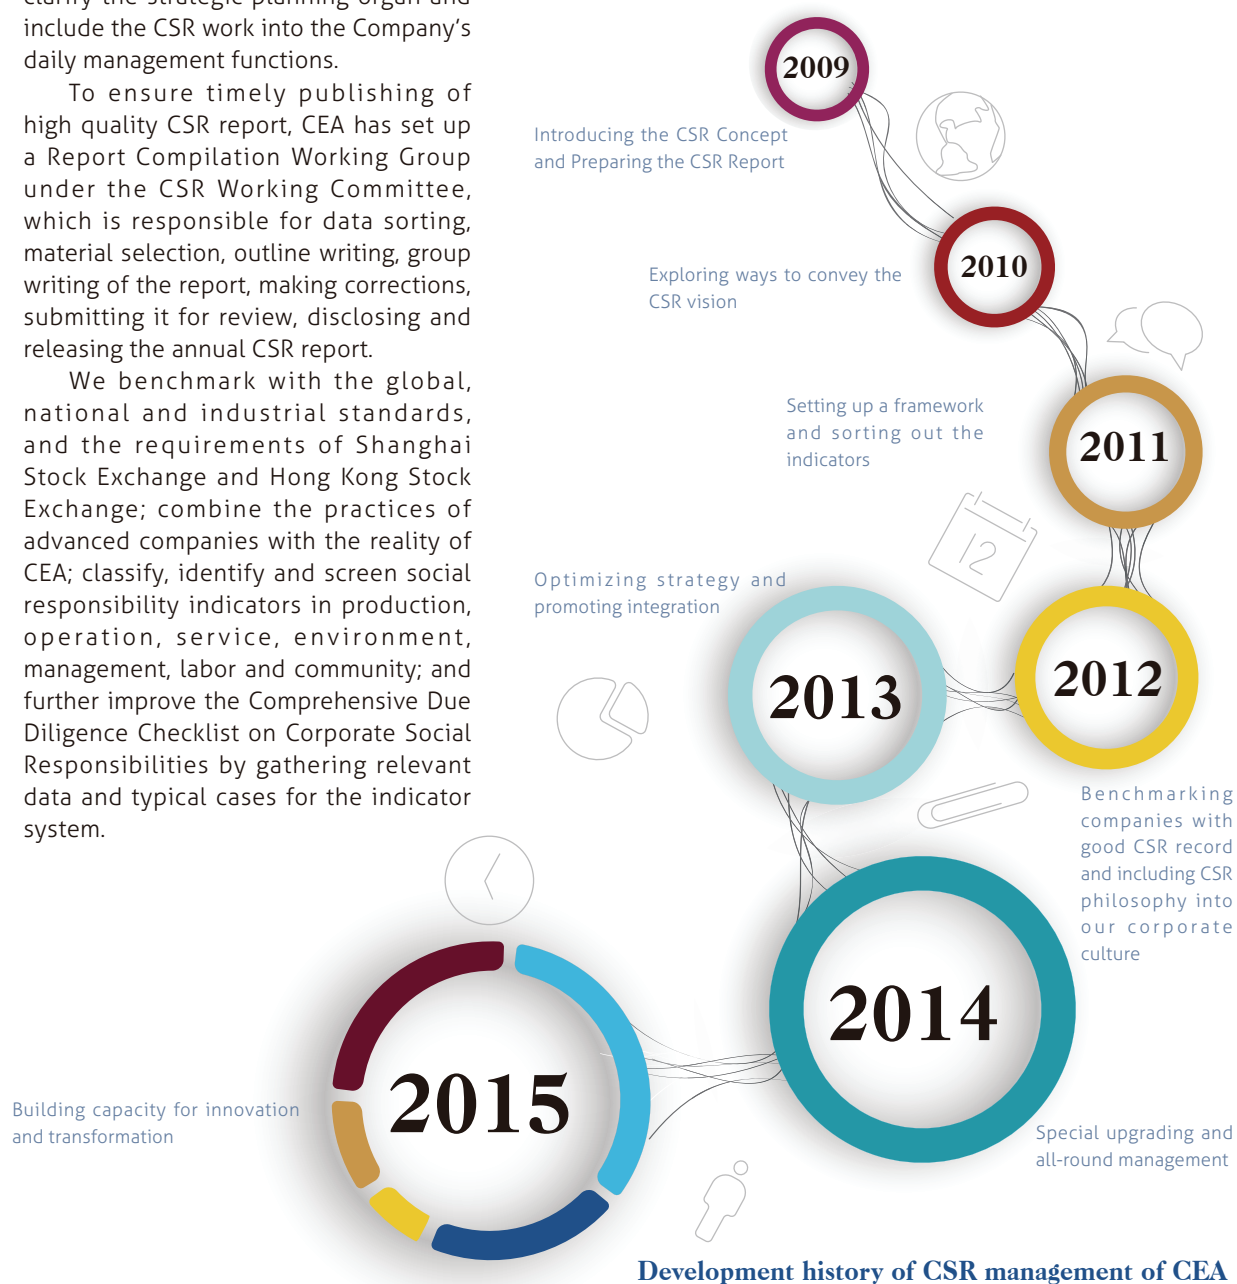 clarify the strategic planning organ and
include the CSR work into the Company's
daily management functions.
To ensure timely publishing of
high quality CSR report, CEA has set up
a Report Compilation Working Group
under the CSR Working Committee,
which is responsible for data sorting,
material selection, outline writing, group
writing of the report, making corrections,
submitting it for review, disclosing and
releasing the annual CSR report.
We benchmark with the global,
national and industrial standards,
and the requirements of Shanghai
Stock Exchange and Hong Kong Stock
Exchange; combine the practices of
advanced companies with the reality of
CEA; classify, identify and screen social
responsibility indicators in production,
operation, service, environment,
management, labor and community; and
further improve the Comprehensive Due
Diligence Checklist on Corporate Social
Responsibilities by gathering relevant
data and typical cases for the indicator
system.
2009
Introducing the CSR Concept
and Preparing the CSR Report
2010
Exploring ways to convey the
CSR vision
2011
Setting up a framework
and sorting out the
indicators
12
2012
Benchmarking
companies with
good CSR record
and including CSR
philosophy into
our corporate
culture
2013
Optimizing strategy and
promoting integration
2014
Special upgrading and
all-round management
2015
Building capacity for innovation
and transformation
Development history of CSR management of CEA